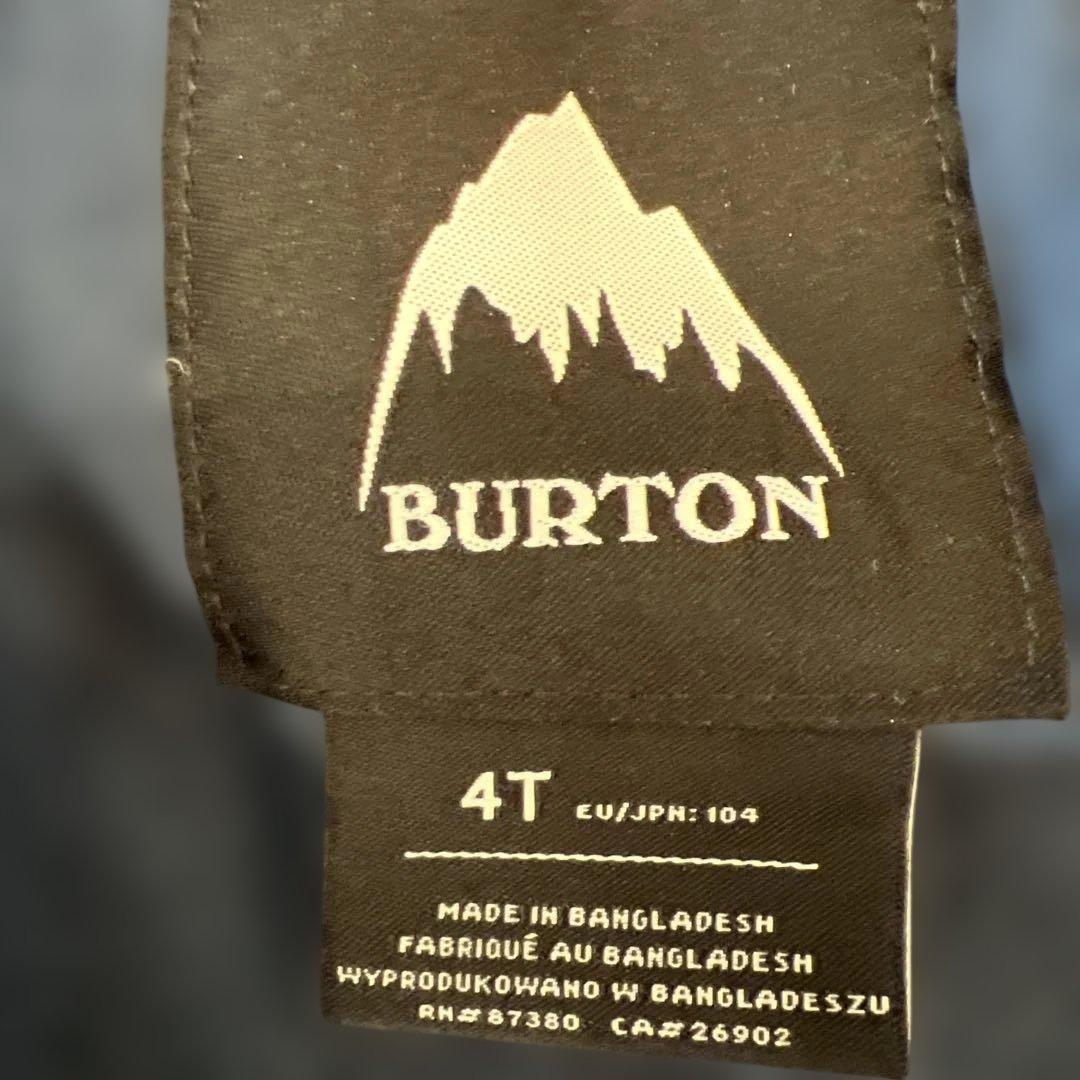 BURTON
4T EU/JPN: 104
MADE IN BANGLADESH
FABRIQUÉ AU BANGLADESH
WYPRODUKOWANO W BANGLADESZU
RN#87380 CA#26902